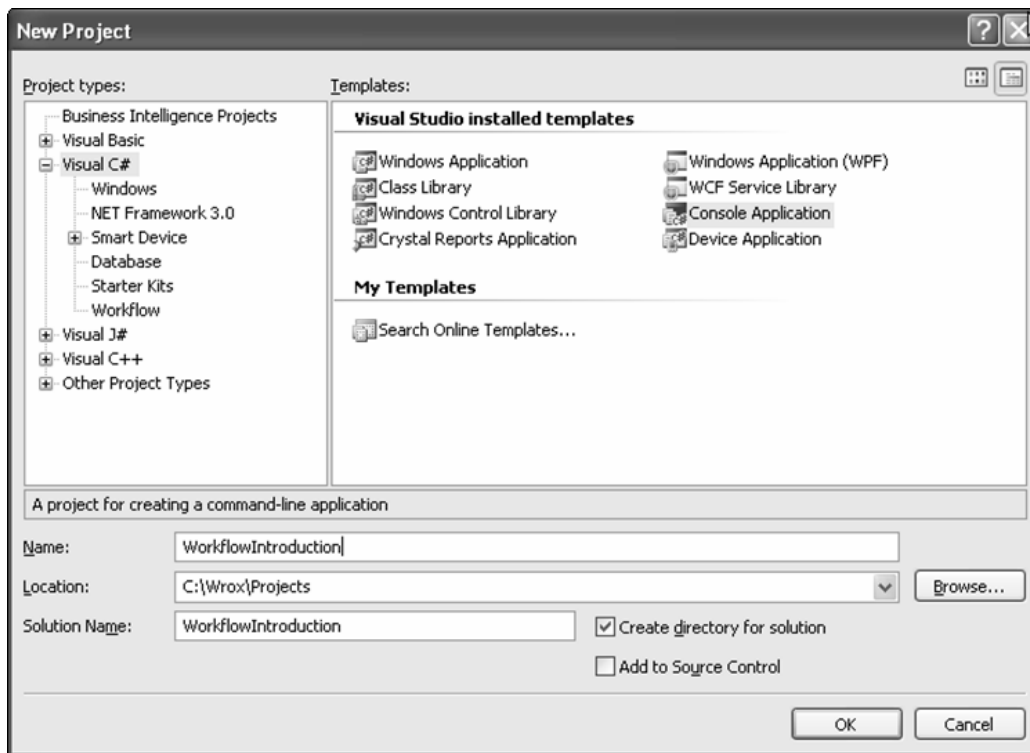 New Project
Project types:
Templates:
Business Intelligence Projects
Visual Basic
Visual C#
Windows
NET Framework 3.0
Smart Device
Database
Starter Kits
Workflow
Visual J#
Visual C++
Other Project Types
Visual Studio installed templates
Windows Application
Windows Application (WPF)
Class Library
WCF Service Library
Windows Control Library
Console Application
Crystal Reports Application
Device Application
My Templates
Search Online Templates...
A project for creating a command-line application
Name:
WorkflowIntroduction
Location:
C:\Wrox\Projects
Browse...
Solution Name:
WorkflowIntroduction
Create directory for solution
Add to Source Control
OK
Cancel